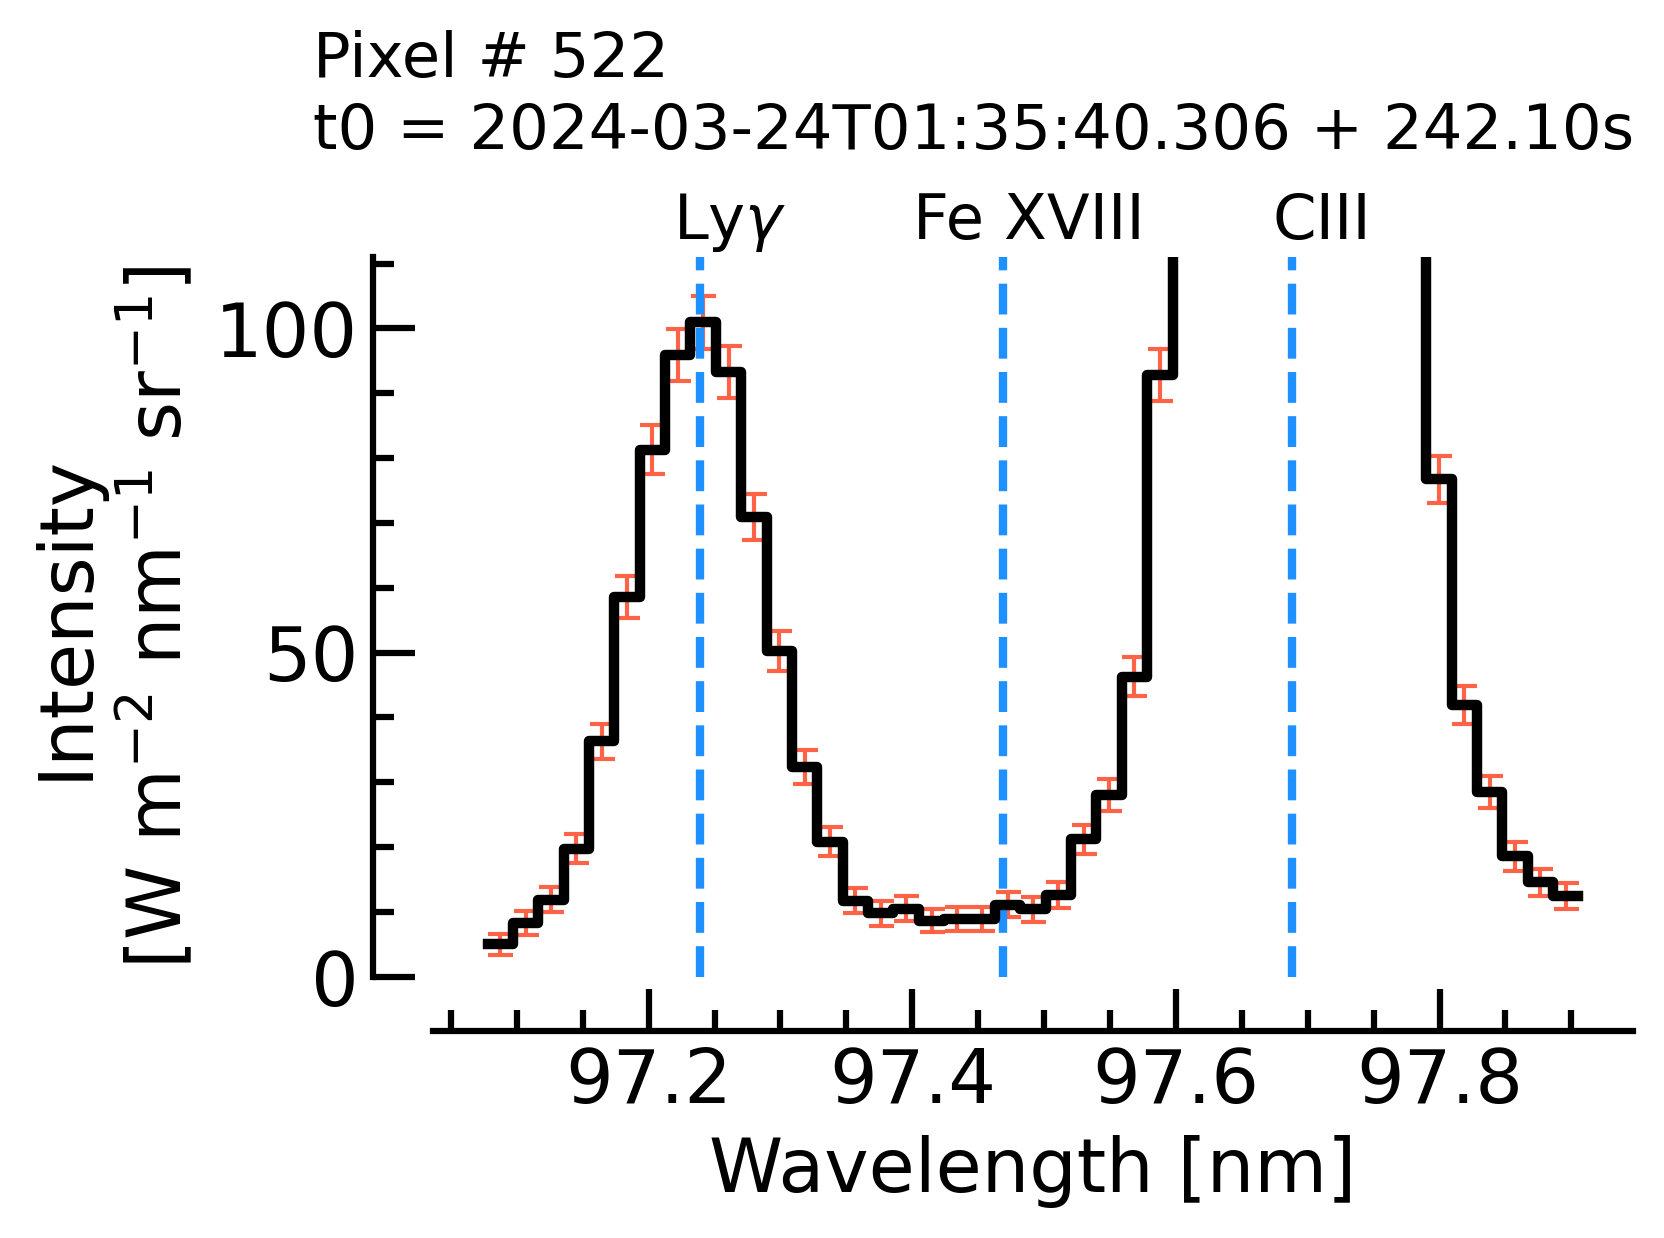 Pixel # 522
t0 = 2024-03-24T01:35:40.306 + 242.10s
Lyγ Fe XVIII CIII
Intensity
[W m⁻² nm⁻¹ sr⁻¹]
100
50
0
97.2 97.4 97.6 97.8
Wavelength [nm]